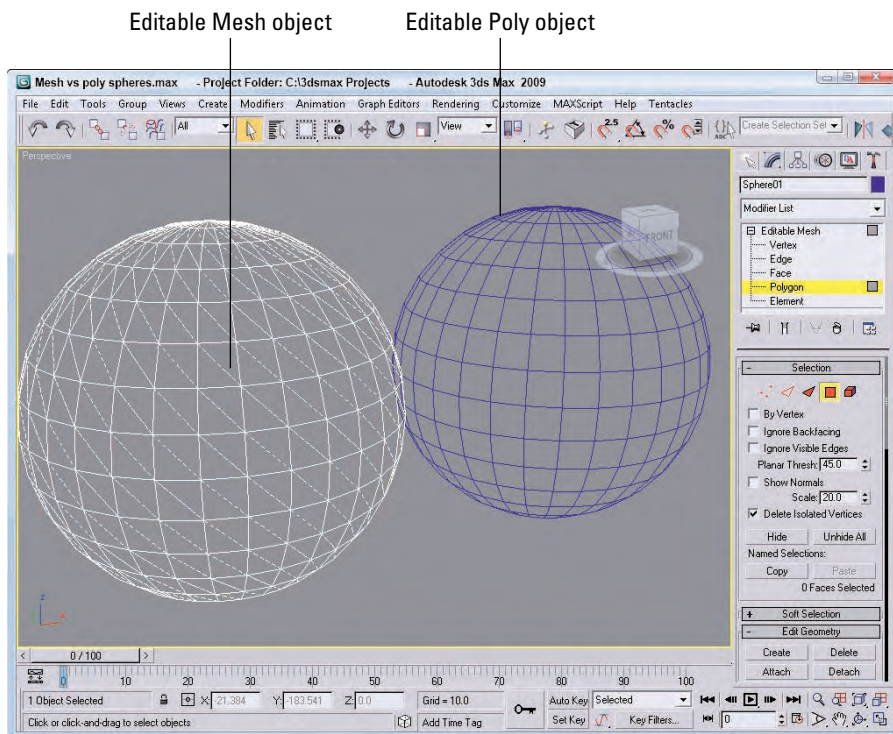 Editable Mesh object
Editable Poly object
Mesh vs poly spheres.max - Project Folder: C:\3dsmax Projects - Autodesk 3ds Max 2009
File Edit Tools Group Views Create Modifiers Animation Graph Editors Rendering Customize MAXScript Help Tentacles
All
View
2.5
Create Selection Set
Perspective
FRONT
Sphere01
Modifier List
Editable Mesh
Vertex
Edge
Face
Polygon
Element
- Selection
By Vertex
Ignore Backfacing
Ignore Visible Edges
Planar Thresh: 45.0
Show Normals
Scale: 20.0
Delete Isolated Vertices
Hide Unhide All
Named Selections:
Copy Paste
0 Faces Selected
+ Soft Selection
- Edit Geometry
Create Delete
Attach Detach
z
x
< 0 / 100 >
0 10 20 30 40 50 60 70 80 90 100
1 Object Selected X: -21.384 Y: -183.541 Z: 0.0 Grid = 10.0 Auto Key Selected
Click or click-and-drag to select objects Add Time Tag Set Key Key Filters... 0